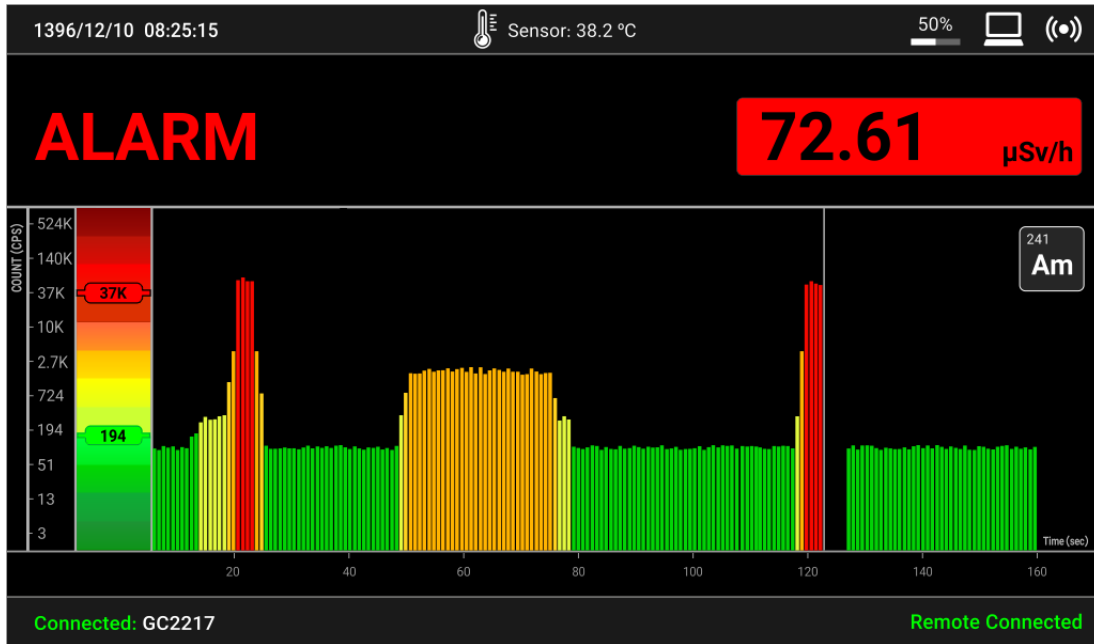 1396/12/10 08:25:15
Sensor: 38.2 ºC
50%
ALARM
72.61 µSv/h
COUNT (CPS)
524K
140K
37K
10K
2.7K
724
194
51
13
3
37K
194
241
Am
Time (sec)
20 40 60 80 100 120 140 160
Connected: GC2217
Remote Connected